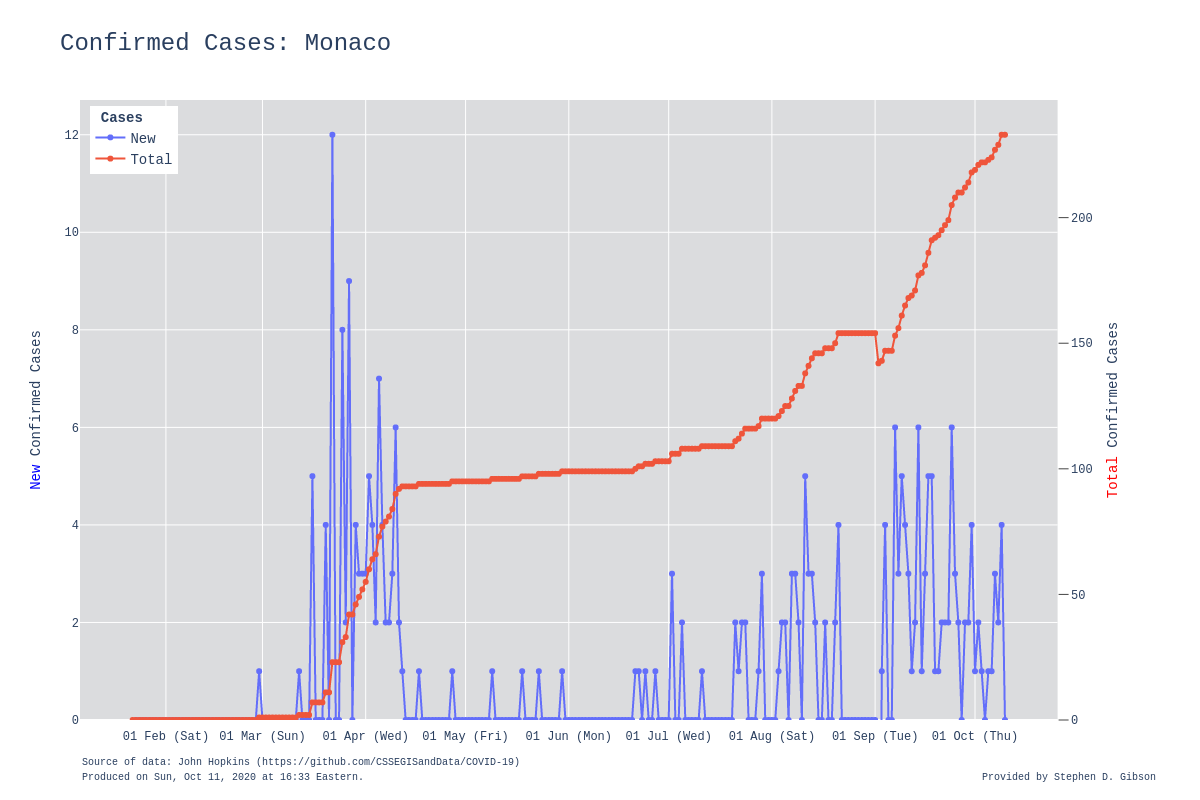 Confirmed Cases: Monaco
Cases
New
Total
12
10
8
6
4
2
0
200
150
100
50
0
New Confirmed Cases
Total Confirmed Cases
01 Feb (Sat) 01 Mar (Sun) 01 Apr (Wed) 01 May (Fri) 01 Jun (Mon) 01 Jul (Wed) 01 Aug (Sat) 01 Sep (Tue) 01 Oct (Thu)
Source of data: John Hopkins (https://github.com/CSSEGISandData/COVID-19)
Produced on Sun, Oct 11, 2020 at 16:33 Eastern.
Provided by Stephen D. Gibson